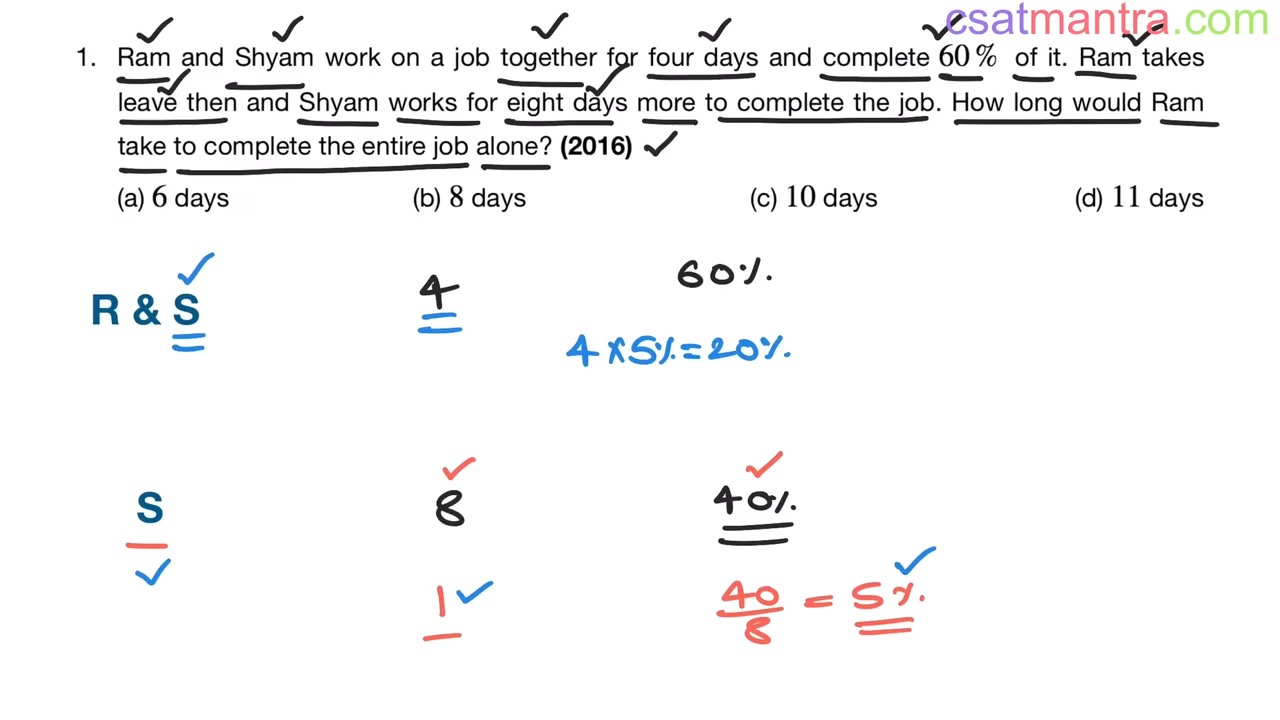 csatmantra.com
1. Ram and Shyam work on a job together for four days and complete 60% of it. Ram takes
leave then and Shyam works for eight days more to complete the job. How long would Ram
take to complete the entire job alone? (2016)
(a) 6 days (b) 8 days (c) 10 days (d) 11 days
R & S 4 60%.
4 × 5% = 20%.
S 8 40%.
1 40/8 = 5%.